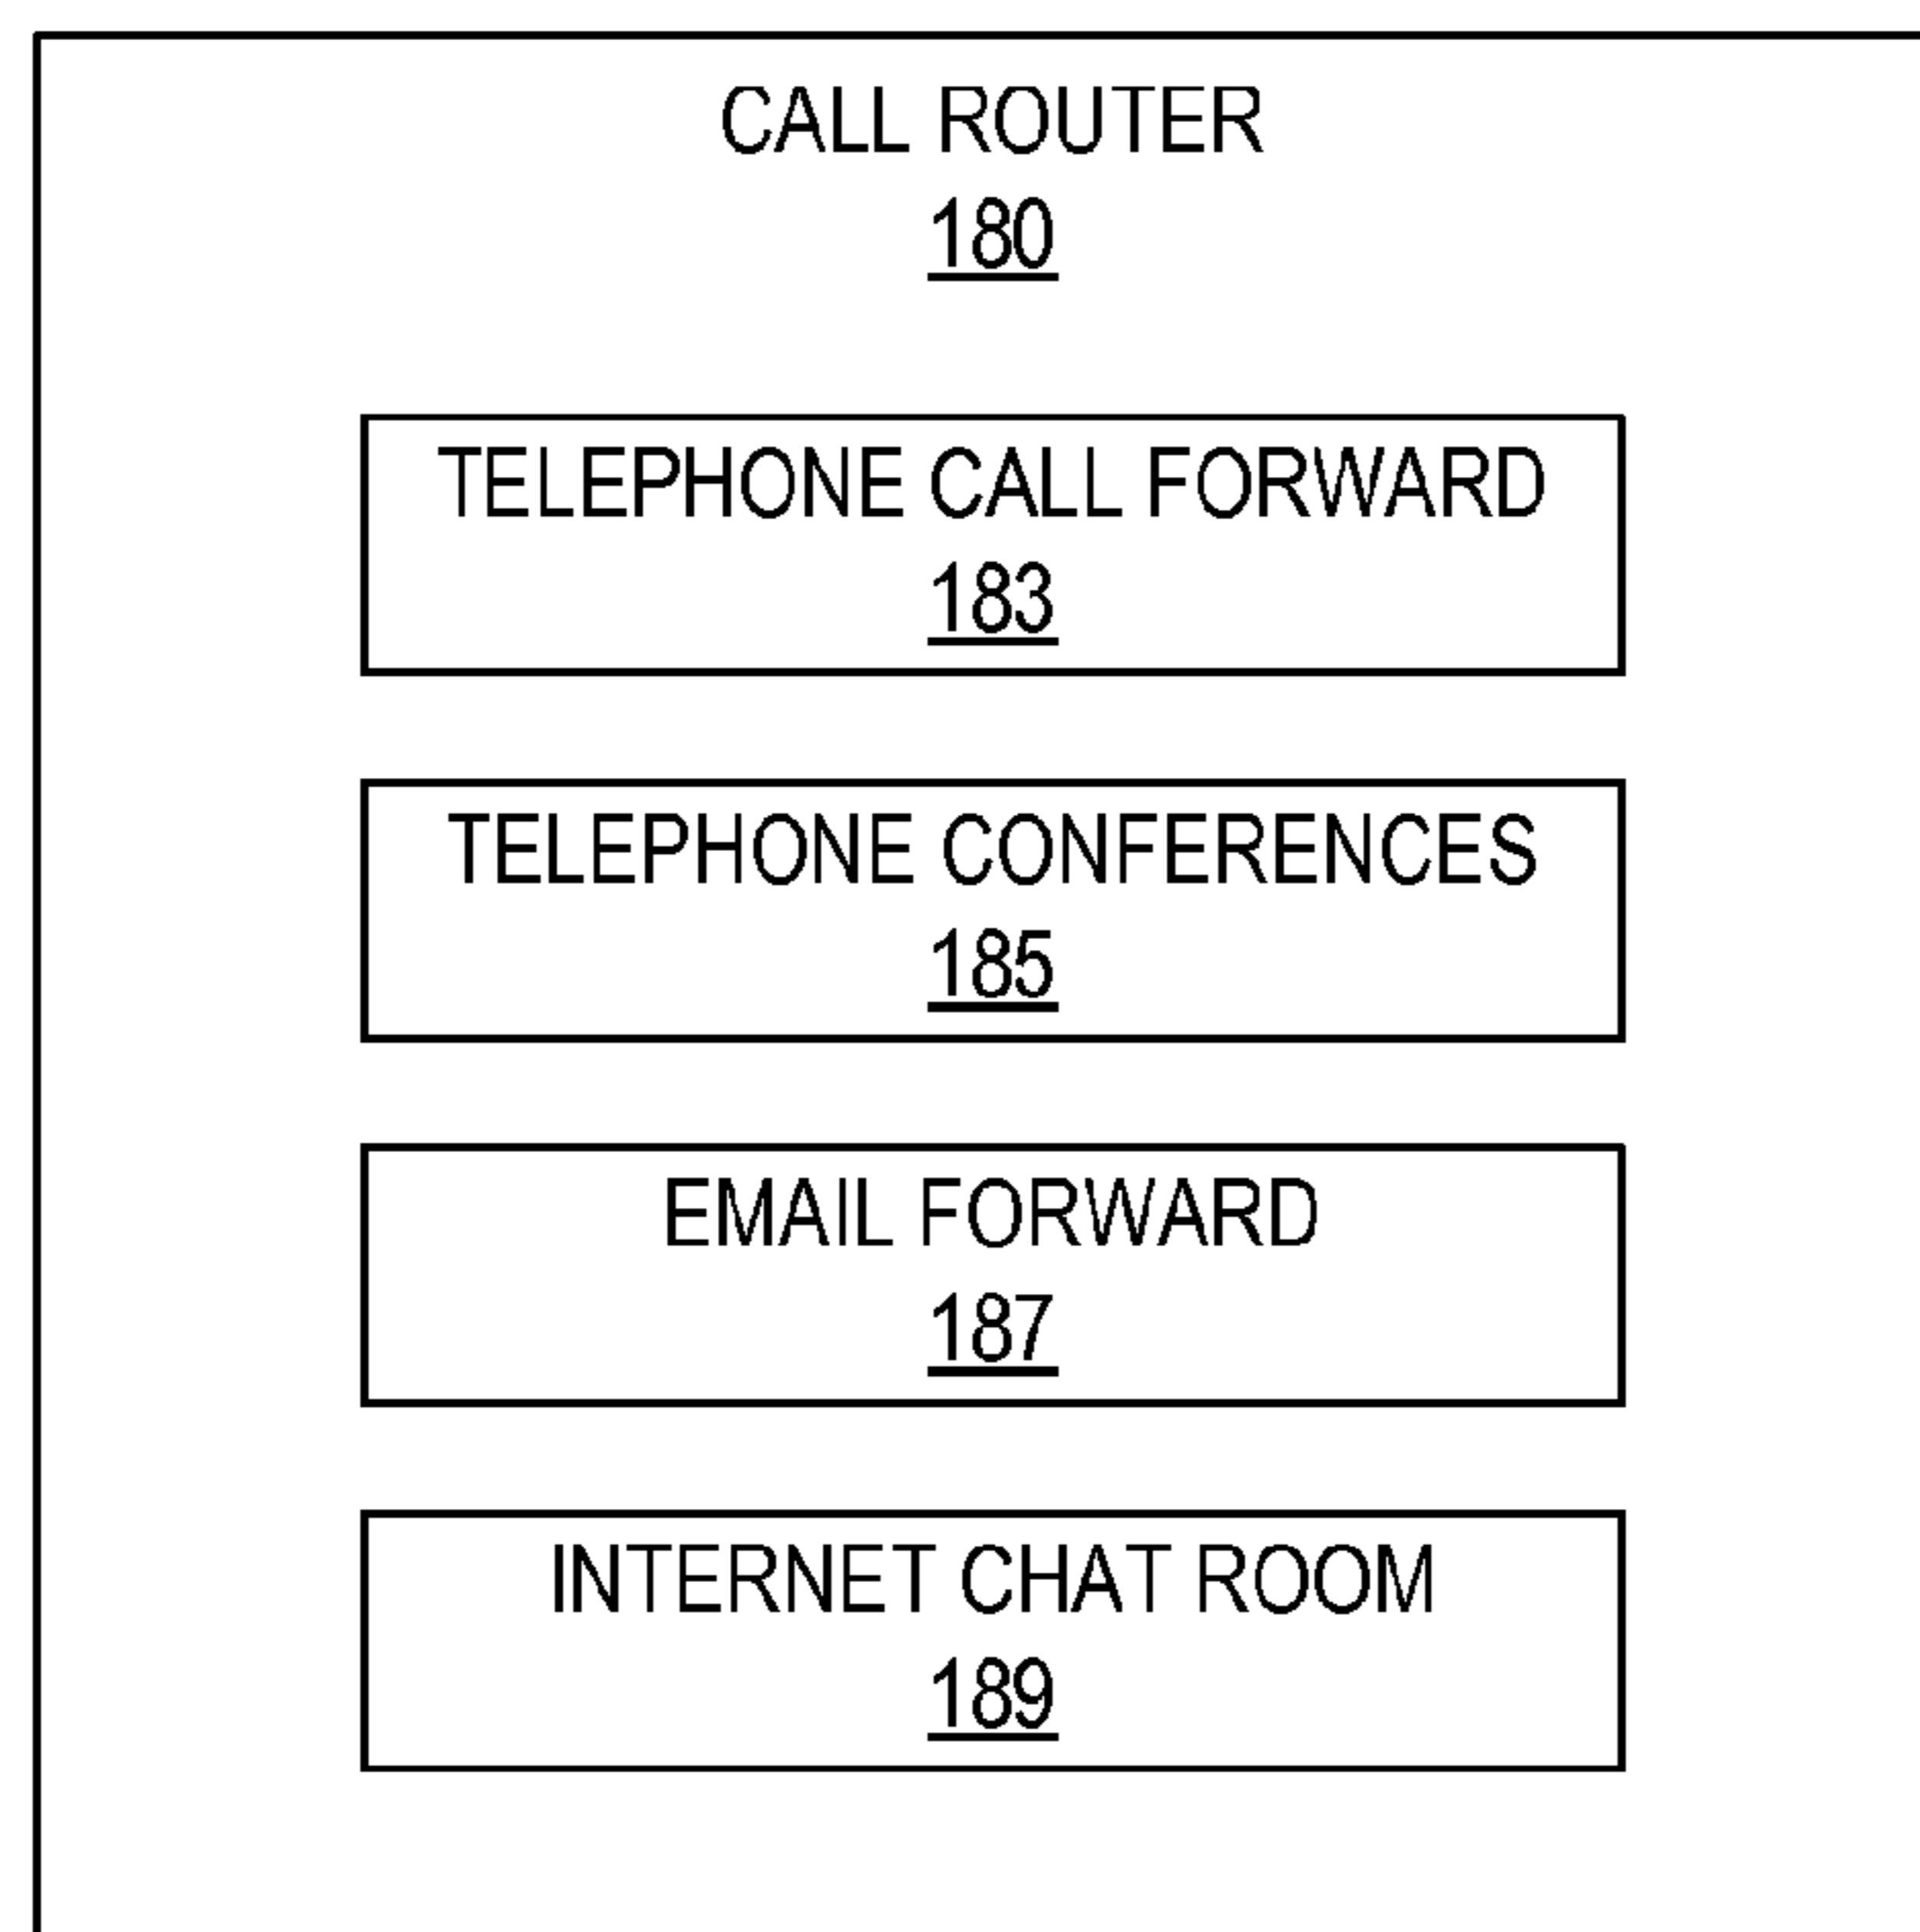 CALL ROUTER
180
TELEPHONE CALL FORWARD
183
TELEPHONE CONFERENCES
185
EMAIL FORWARD
187
INTERNET CHAT ROOM
189